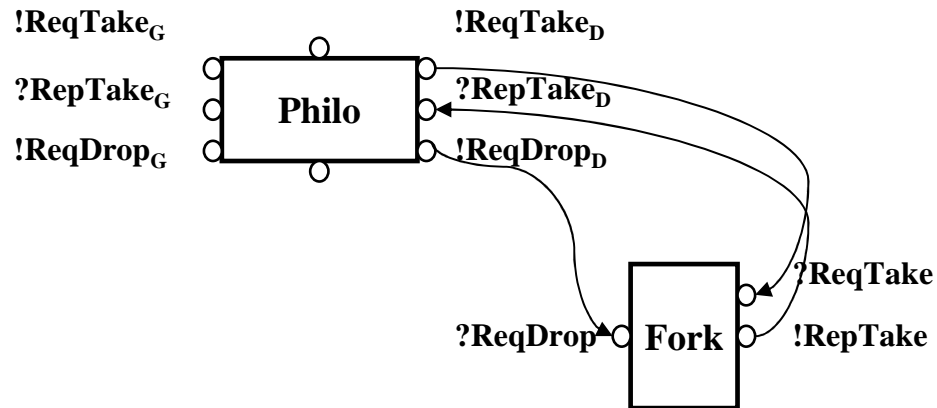 !ReqTake_G !ReqTake_D
?RepTake_G Philo ?RepTake_D
!ReqDrop_G !ReqDrop_D
?ReqTake
?ReqDrop Fork !RepTake